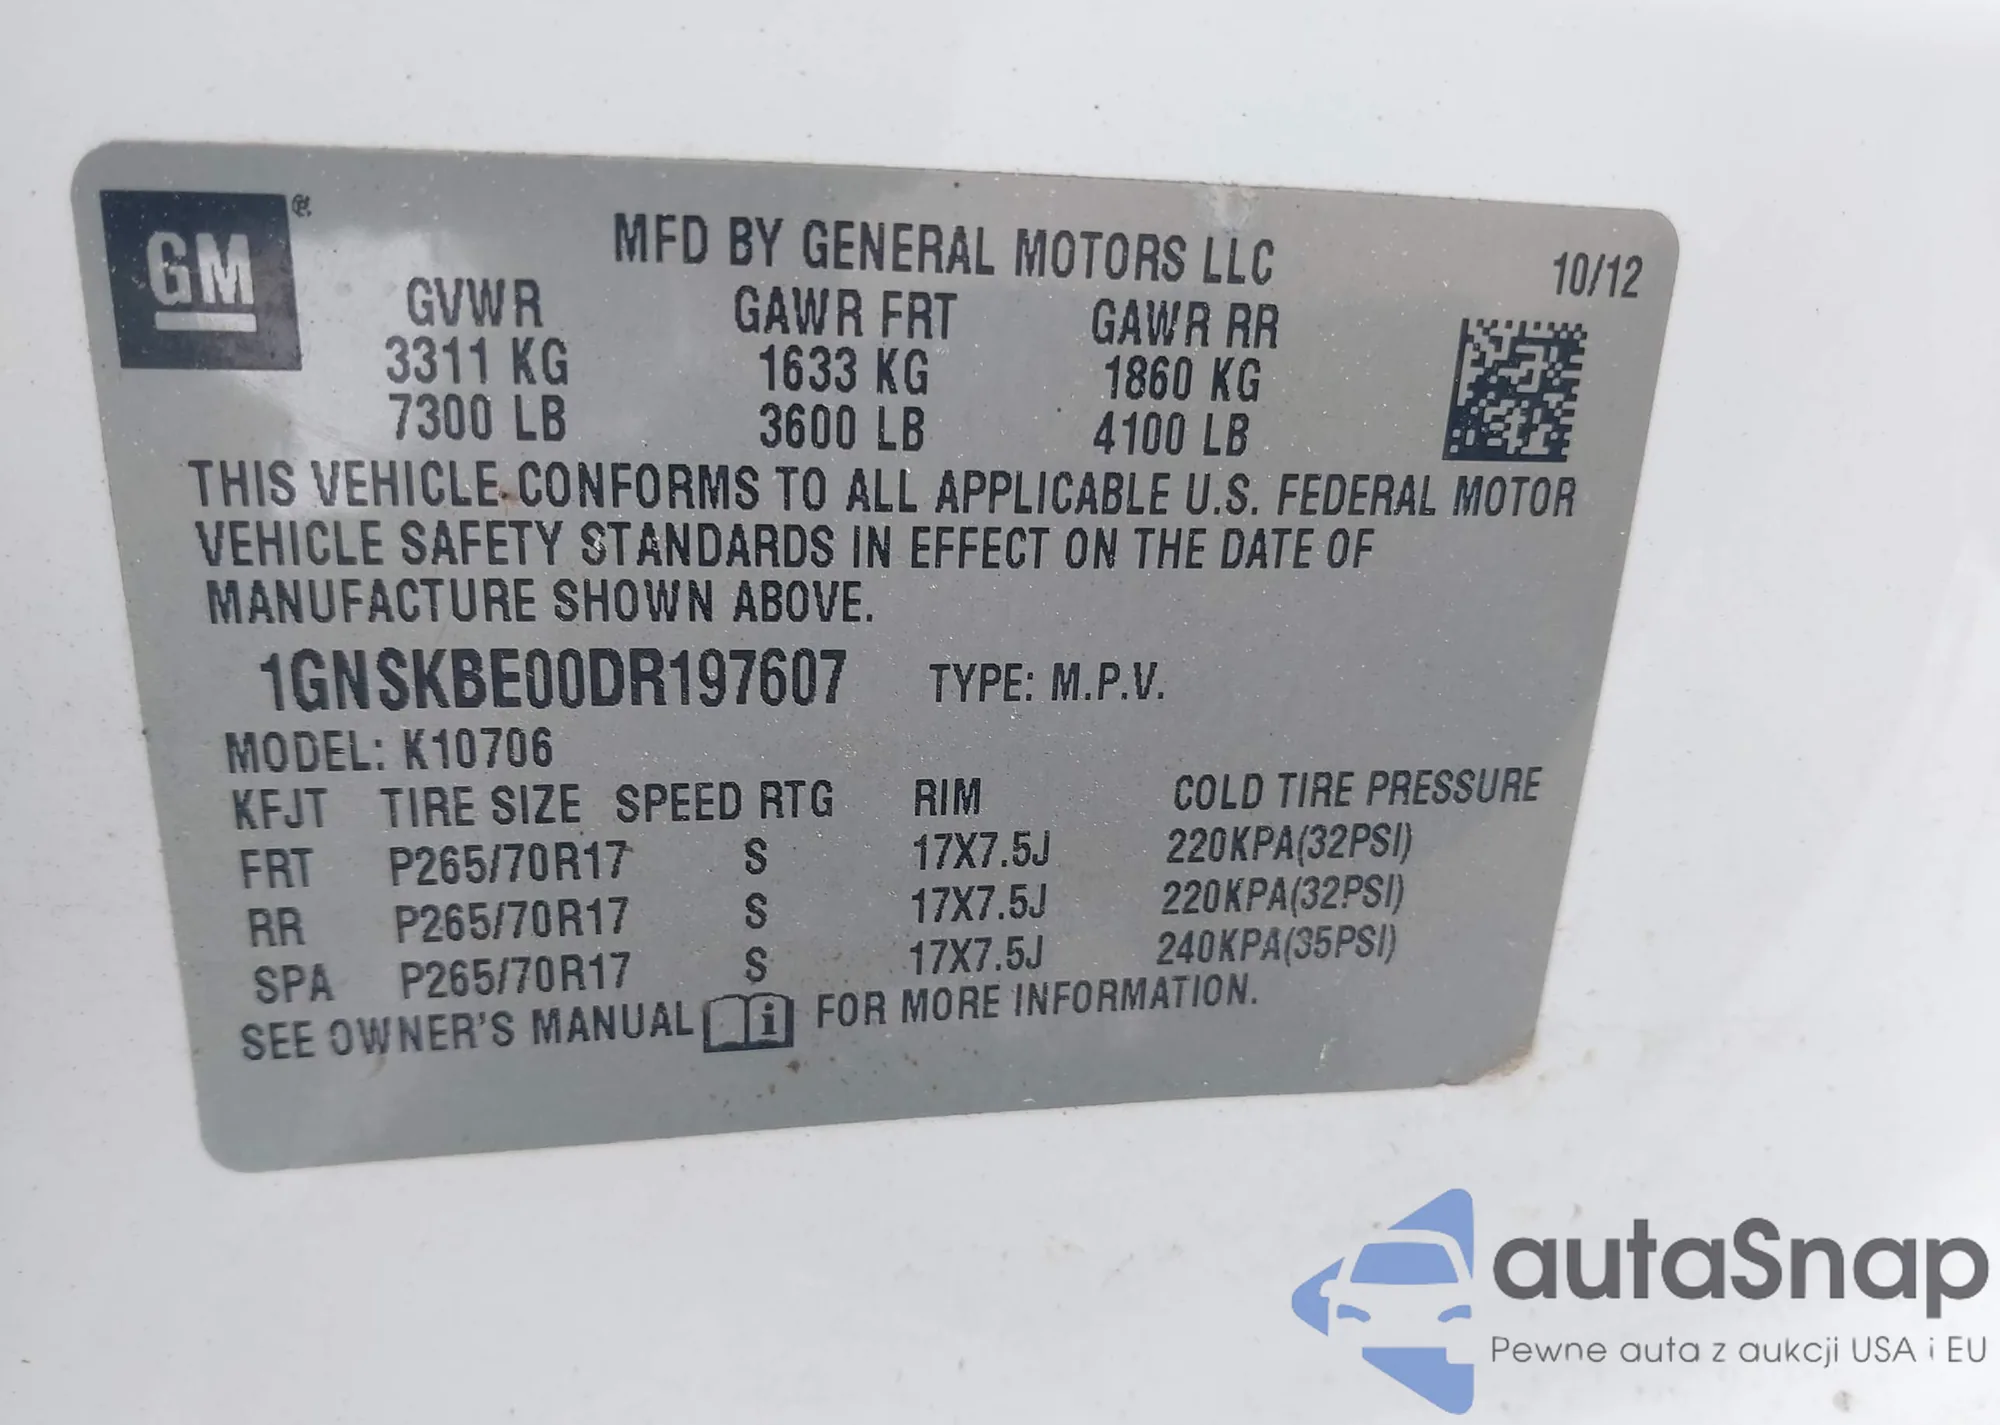 GM ®
MFD BY GENERAL MOTORS LLC 10/12
GVWR GAWR FRT GAWR RR
3311 KG 1633 KG 1860 KG
7300 LB 3600 LB 4100 LB
THIS VEHICLE CONFORMS TO ALL APPLICABLE U.S. FEDERAL MOTOR
VEHICLE SAFETY STANDARDS IN EFFECT ON THE DATE OF
MANUFACTURE SHOWN ABOVE.
1GNSKBE00DR197607 TYPE: M.P.V.
MODEL: K10706
KFJT TIRE SIZE SPEED RTG RIM COLD TIRE PRESSURE
FRT P265/70R17 S 17X7.5J 220KPA(32PSI)
RR P265/70R17 S 17X7.5J 220KPA(32PSI)
SPA P265/70R17 S 17X7.5J 240KPA(35PSI)
SEE OWNER'S MANUAL i FOR MORE INFORMATION.
autaSnap
Pewne auta z aukcji USA i EU